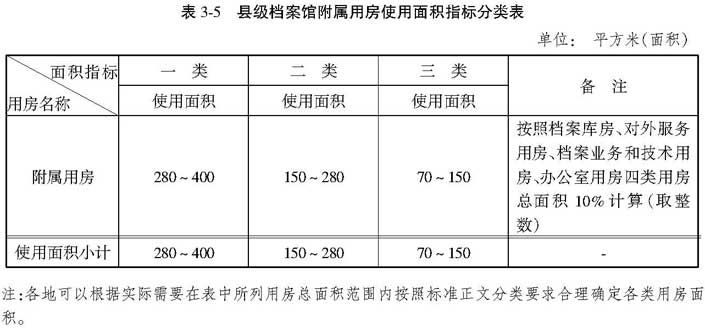 表 3-5 县级档案馆附属用房使用面积指标分类表
单位： 平方米(面积)
面积指标
用房名称
一 类
二 类
三 类
备 注
使用面积
使用面积
使用面积
附属用房
280～400
150～280
70～150
按照档案库房、对外服务
用房、档案业务和技术用
房、办公室用房四类用房
总面积 10%计算(取整
数)
使用面积小计
280～400
150～280
70～150
-
注:各地可以根据实际需要在表中所列用房总面积范围内按照标准正文分类要求合理确定各类用房面
积。